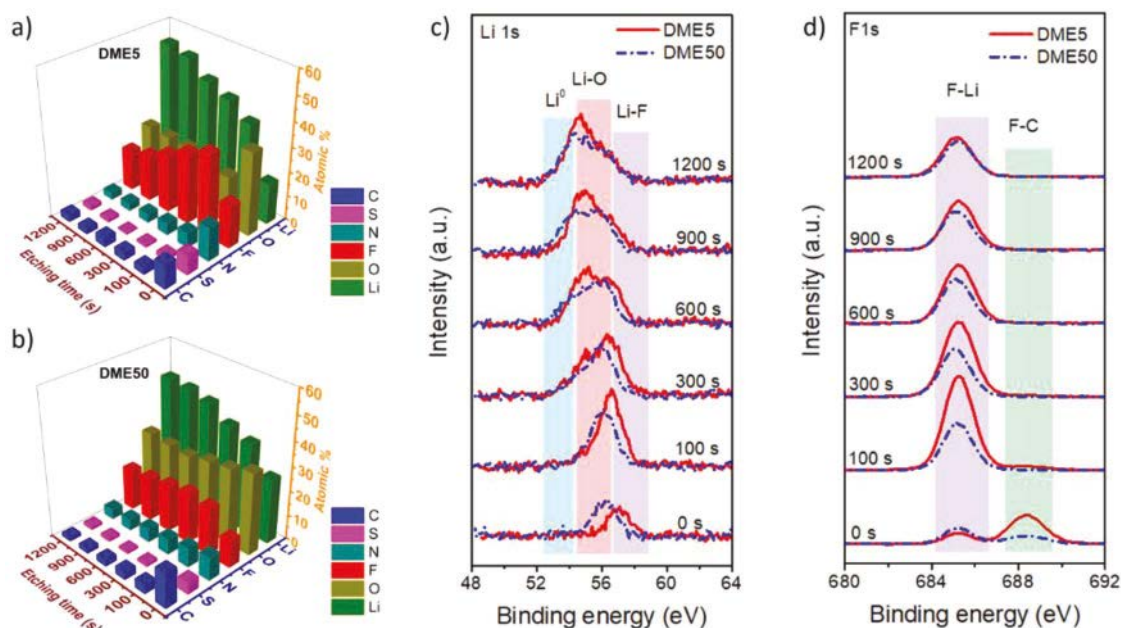 a)
DME5
60
50
40
30
20
10
0
Atomic %
1200
900
600
300
100
0
Etching time (s)
C
S
N
F
O
Li
C
S
N
F
O
Li
b)
DME50
60
50
40
30
20
10
0
Atomic %
1200
900
600
300
100
0
Etching time (s)
C
S
N
F
O
Li
C
S
N
F
O
Li
c)
Li 1s
DME5
DME50
Li-O
Li⁰
Li-F
1200 s
900 s
600 s
300 s
100 s
0 s
Intensity (a.u.)
48 52 56 60 64
Binding energy (eV)
d)
F1s
DME5
DME50
F-Li
F-C
1200 s
900 s
600 s
300 s
100 s
0 s
Intensity (a.u.)
680 684 688 692
Binding energy (eV)